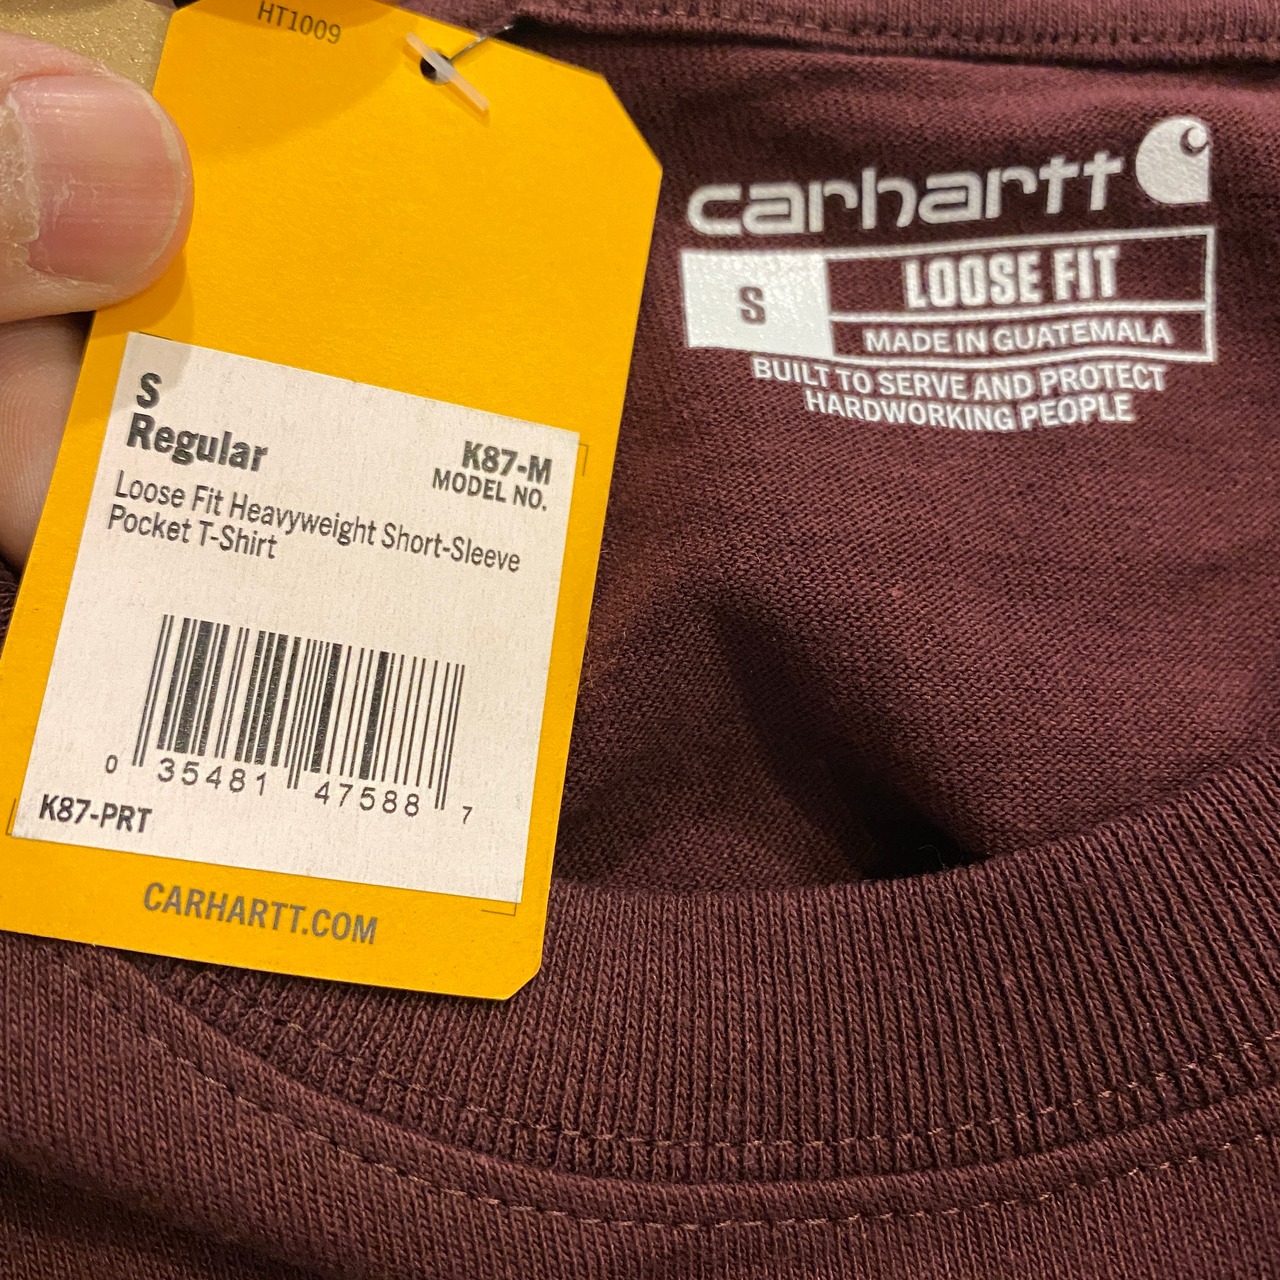 HT1009
S
Regular
K87-M
MODEL NO.
Loose Fit Heavyweight Short-Sleeve
Pocket T-Shirt
0 35481 47588 7
K87-PRT
CARHARTT.COM
carhartt
S
LOOSE FIT
MADE IN GUATEMALA
BUILT TO SERVE AND PROTECT
HARDWORKING PEOPLE